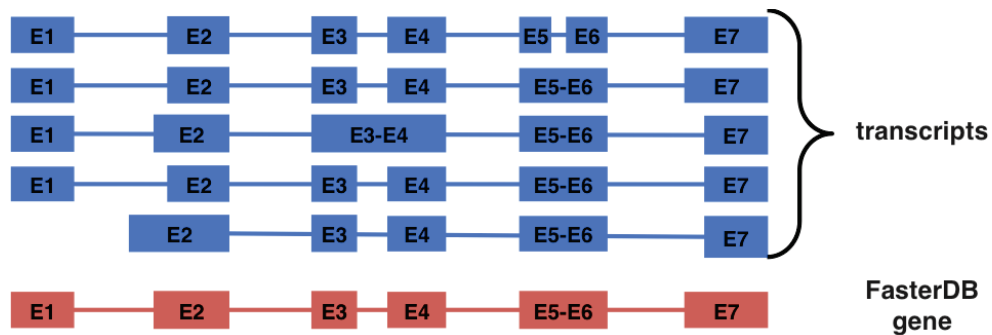 E1 E2 E3 E4 E5 E6 E7
E1 E2 E3 E4 E5-E6 E7
E1 E2 E3-E4 E5-E6 E7
transcripts
E1 E2 E3 E4 E5-E6 E7
E2 E3 E4 E5-E6 E7
E1 E2 E3 E4 E5-E6 E7
FasterDB
gene